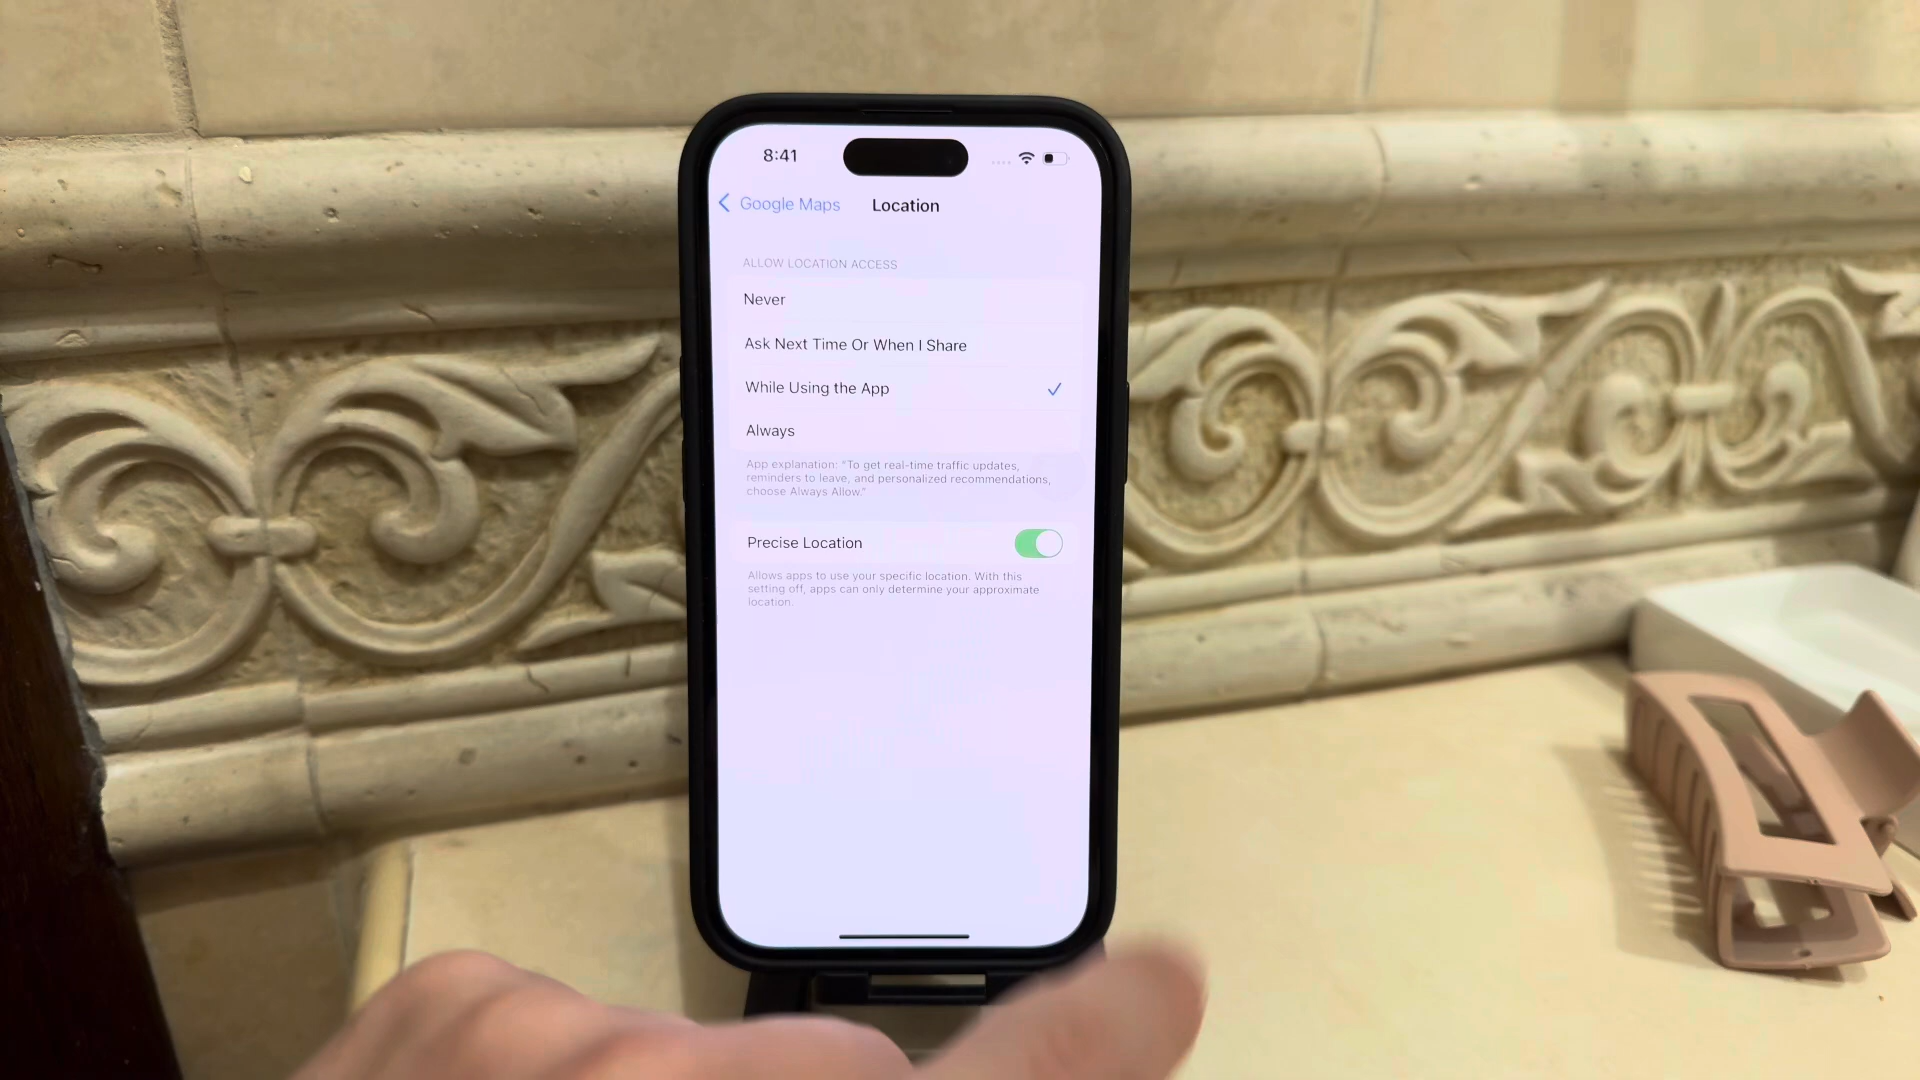 8:41
Google Maps Location
ALLOW LOCATION ACCESS
Never
Ask Next Time Or When I Share
While Using the App
Always
App explanation: “To get real-time traffic updates,
reminders to leave, and personalized recommendations,
choose Always Allow.”
Precise Location
Allows apps to use your specific location. With this
setting off, apps can only determine your approximate
location.